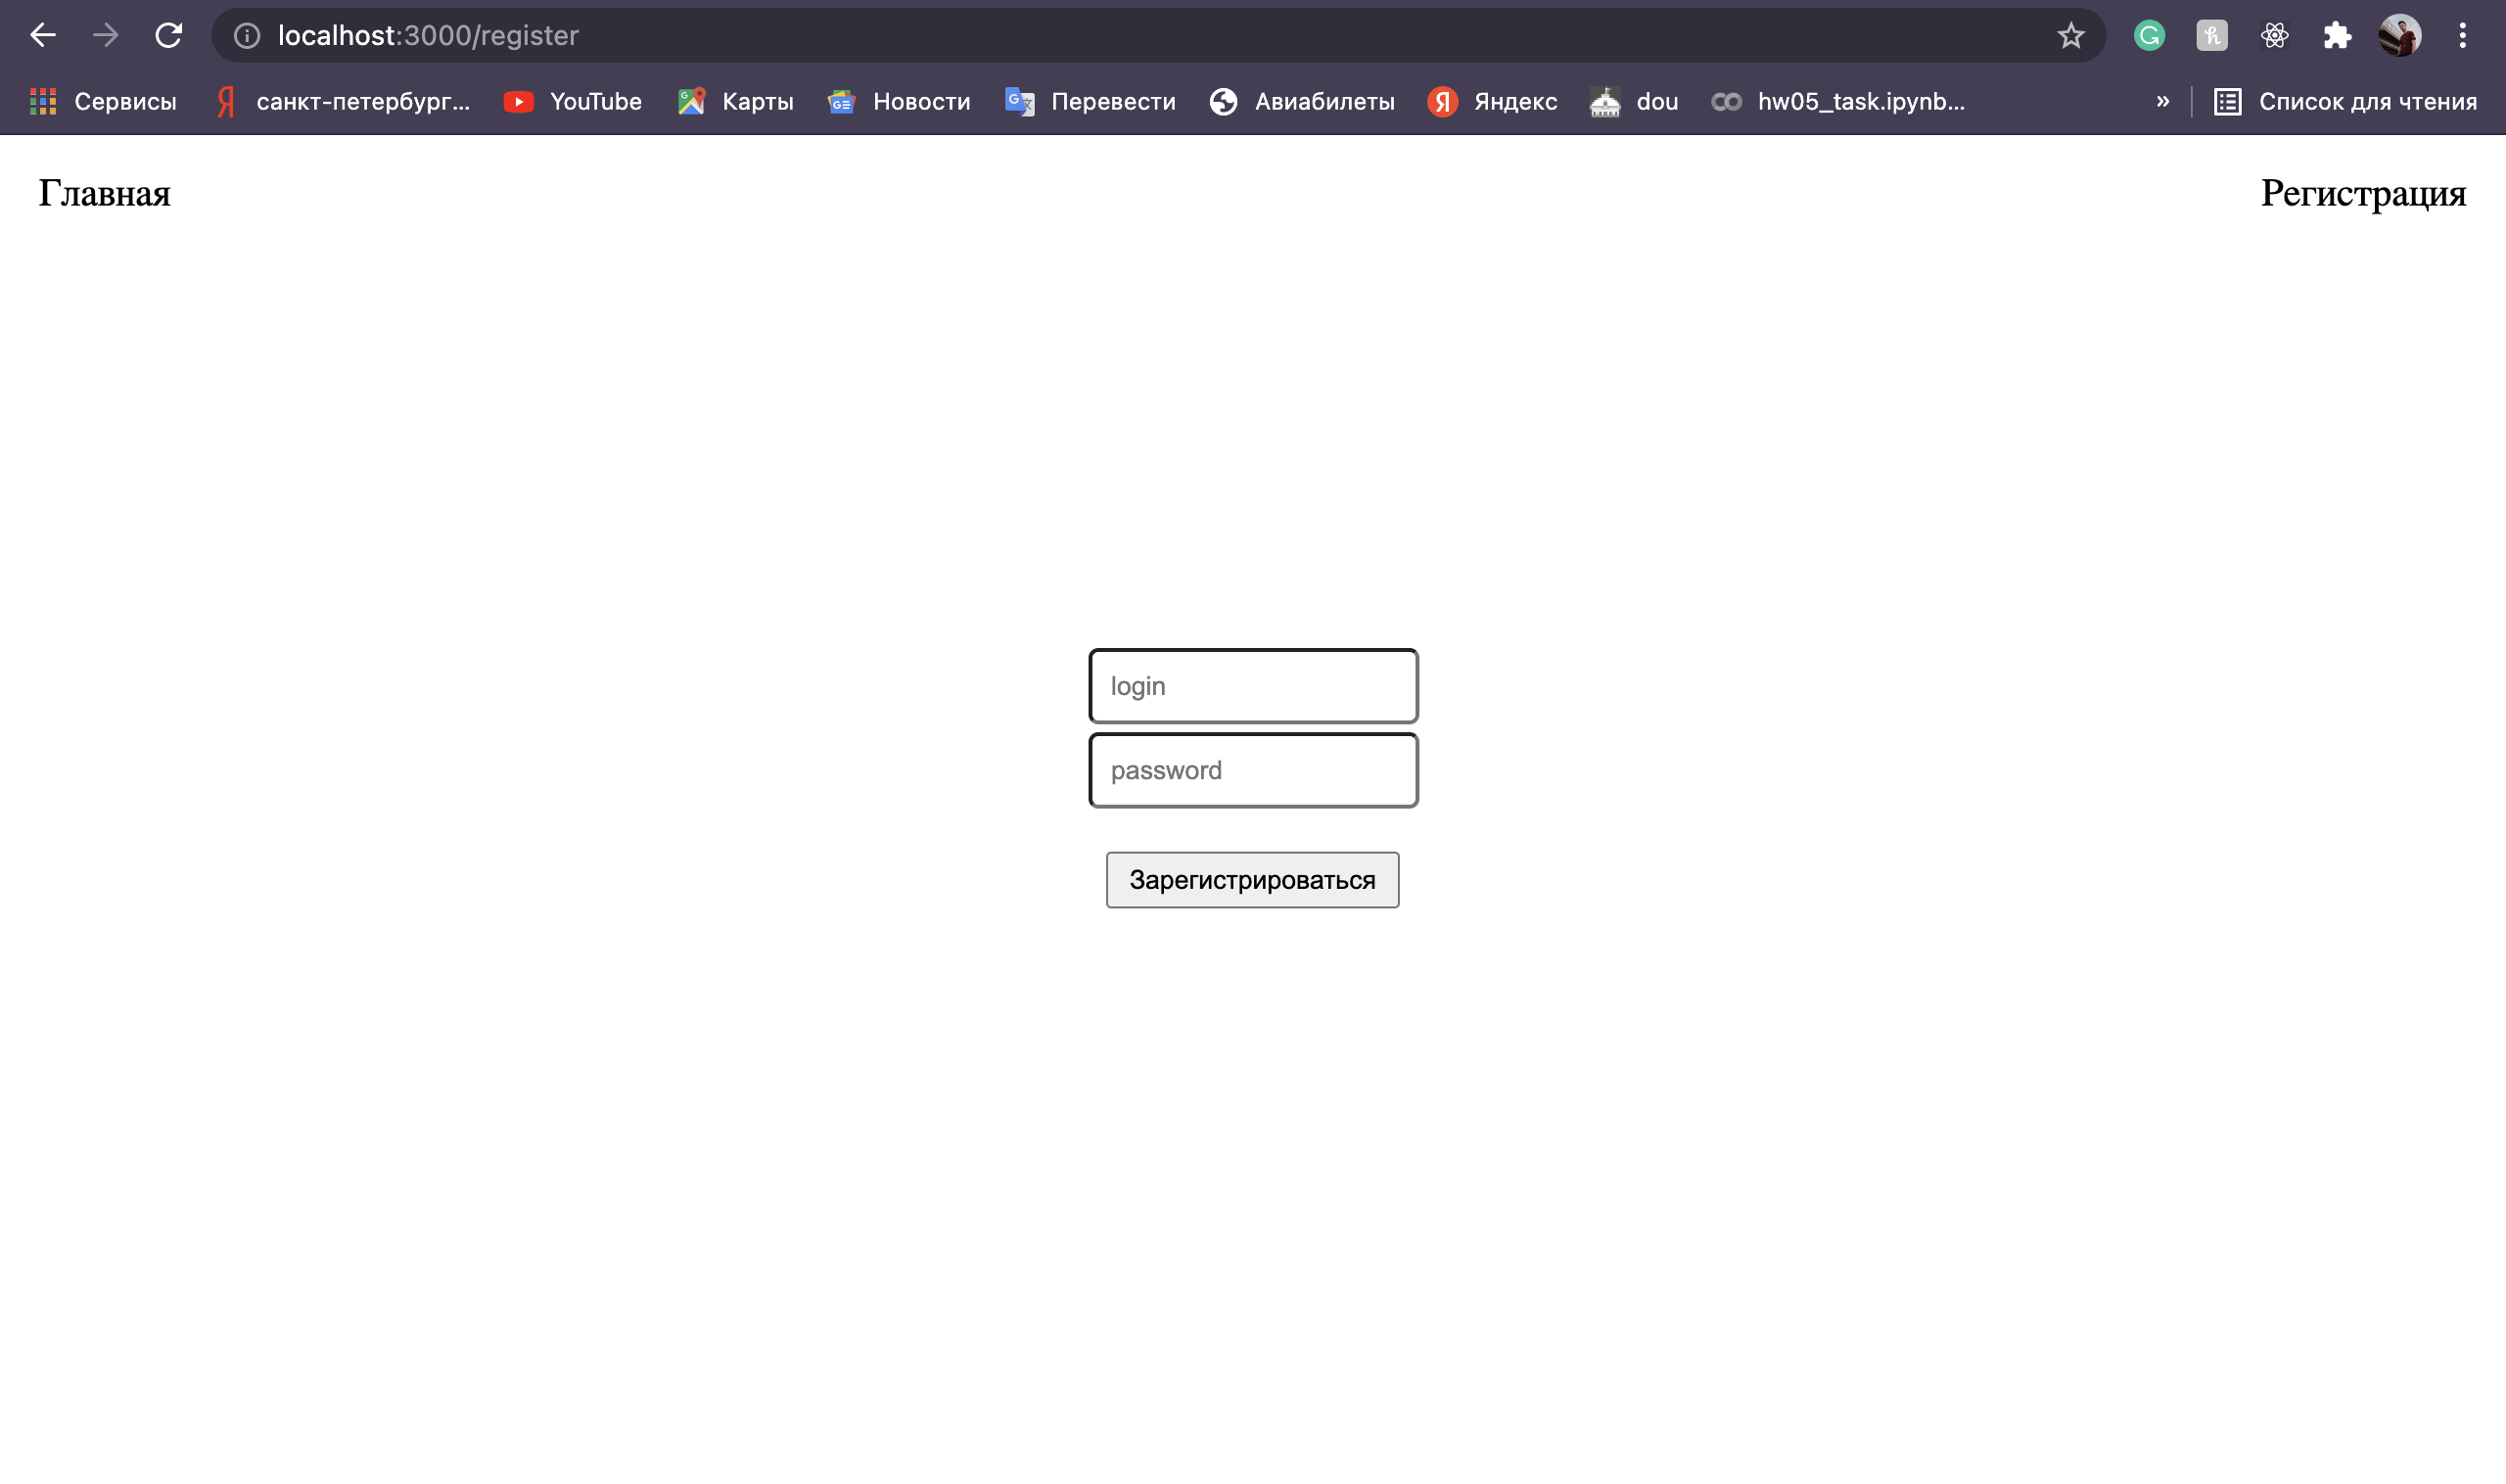 localhost:3000/register
Сервисы санкт-петербург... YouTube Карты Новости Перевести Авиабилеты Яндекс dou hw05_task.ipynb... » Список для чтения
Главная Регистрация
login
password
Зарегистрироваться